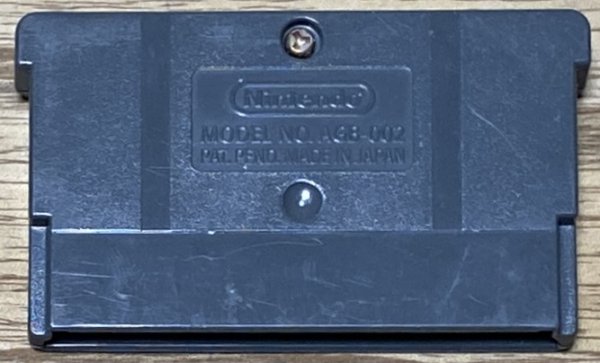 Nintendo
MODEL NO. AGB-002
PAT. PEND. MADE IN JAPAN